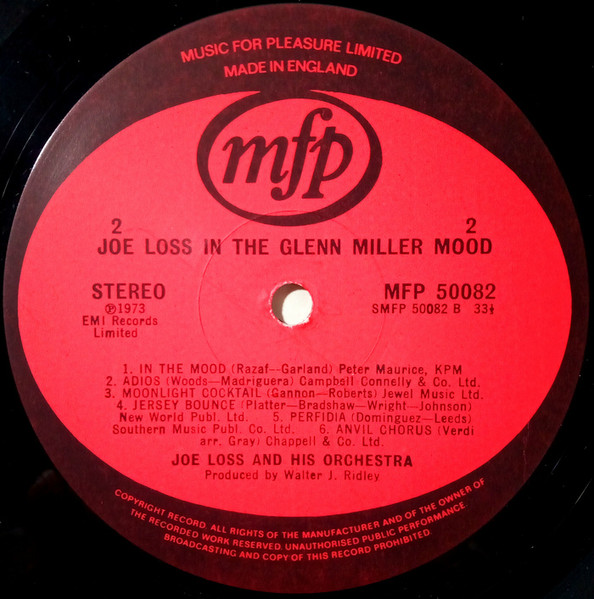 MUSIC FOR PLEASURE LIMITED
MADE IN ENGLAND
mfp
2 2
JOE LOSS IN THE GLENN MILLER MOOD
STEREO MFP 50082
℗1973 SMFP 50082 B 33⅓
EMI Records
Limited
1. IN THE MOOD (Razaf—Garland) Peter Maurice, KPM
2. ADIOS (Woods—Madriguera) Campbell Connelly & Co. Ltd.
3. MOONLIGHT COCKTAIL (Gannon—Roberts) Jewel Music Ltd.
4. JERSEY BOUNCE (Platter—Bradshaw—Wright—Johnson)
New World Publ. Ltd. 5. PERFIDIA (Dominguez—Leeds)
Southern Music Pub. Co. Ltd. 6. ANVIL CHORUS (Verdi
arr. Gray) Chappell & Co. Ltd.
JOE LOSS AND HIS ORCHESTRA
Produced by Walter J. Ridley
COPYRIGHT RECORD. ALL RIGHTS OF THE MANUFACTURER AND OF THE OWNER OF
THE RECORDED WORK RESERVED. UNAUTHORISED PUBLIC PERFORMANCE
BROADCASTING AND COPY OF THIS RECORD PROHIBITED.